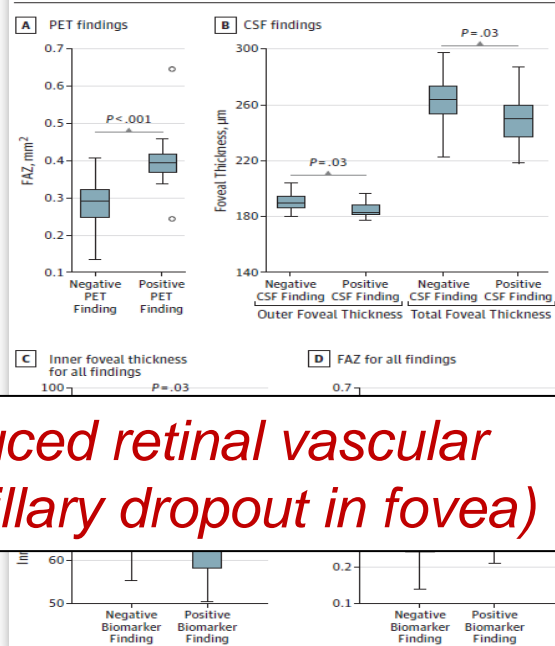 A PET findings
0.7
0.6
0.5
0.4
0.3
0.2
0.1
FAZ, mm²
P<.001
Negative PET Finding
Positive PET Finding
B CSF findings
300
260
220
180
140
Foveal Thickness, μm
P=.03
P=.03
Negative CSF Finding
Positive CSF Finding
Negative CSF Finding
Positive CSF Finding
Outer Foveal Thickness
Total Foveal Thickness
C Inner foveal thickness
for all findings
100
P=.03
D FAZ for all findings
0.7
uced retinal vascular
illary dropout in fovea)
60
50
Negative Biomarker Finding
Positive Biomarker Finding
0.2
0.1
Negative Biomarker Finding
Positive Biomarker Finding